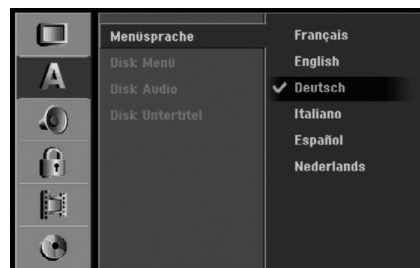 A
Menüsprache
Disk Menü
Disk Audio
Disk Untertitel
Français
English
Deutsch
Italiano
Español
Nederlands